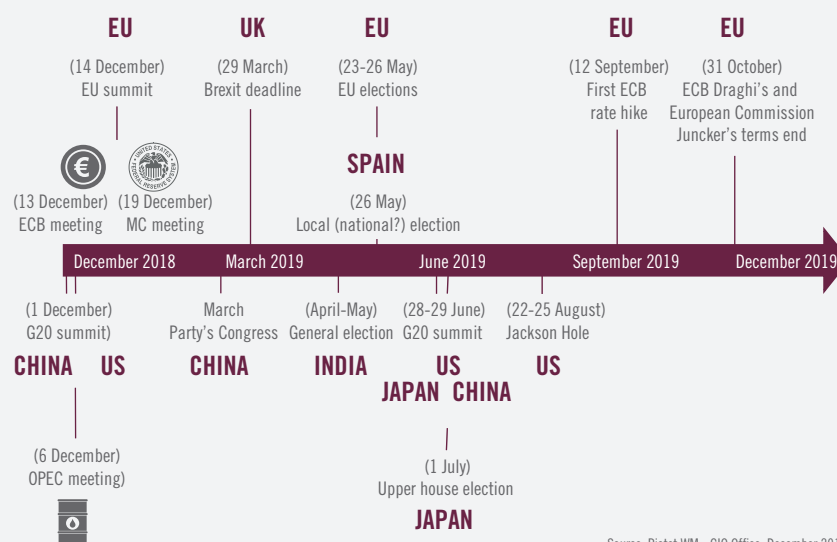 EU
(14 December)
EU summit
UK
(29 March)
Brexit deadline
EU
(23-26 May)
EU elections
EU
(12 September)
First ECB
rate hike
EU
(31 October)
ECB Draghi's and
European Commission
Juncker's terms end
€
UNITED STATES
FEDERAL RESERVE SYSTEM
(13 December)
ECB meeting
(19 December)
MC meeting
SPAIN
(26 May)
Local (national?) election
December 2018
March 2019
June 2019
September 2019
December 2019
(1 December)
G20 summit)
CHINA US
March
Party's Congress
CHINA
(April-May)
General election
INDIA
(28-29 June)
G20 summit
US
JAPAN CHINA
(22-25 August)
Jackson Hole
US
(6 December)
OPEC meeting)
(1 July)
Upper house election
JAPAN